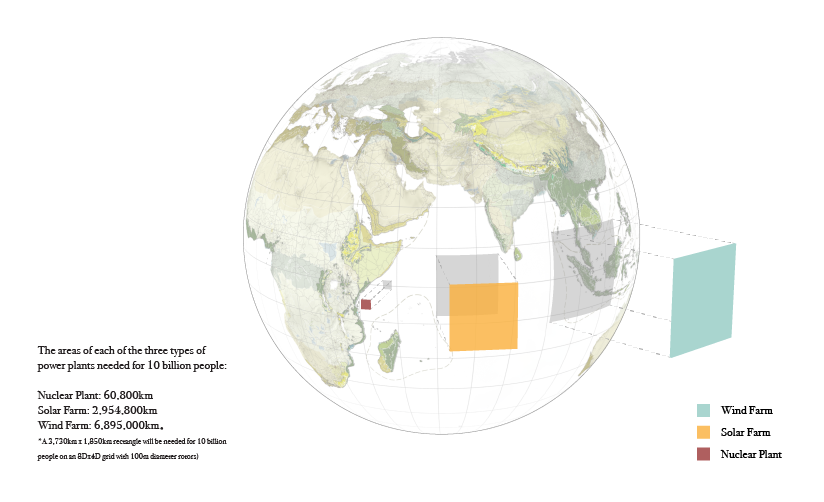 The areas of each of the three types of
power plants needed for 10 billion people:
Nuclear Plant: 60,800km
Solar Farm: 2,954,800km
Wind Farm: 6,895,000km*
*A 3,730km x 1,850km rectangle will be needed for 10 billion
people on an 8Dx4D grid with 100m diameter rotors)
Wind Farm
Solar Farm
Nuclear Plant